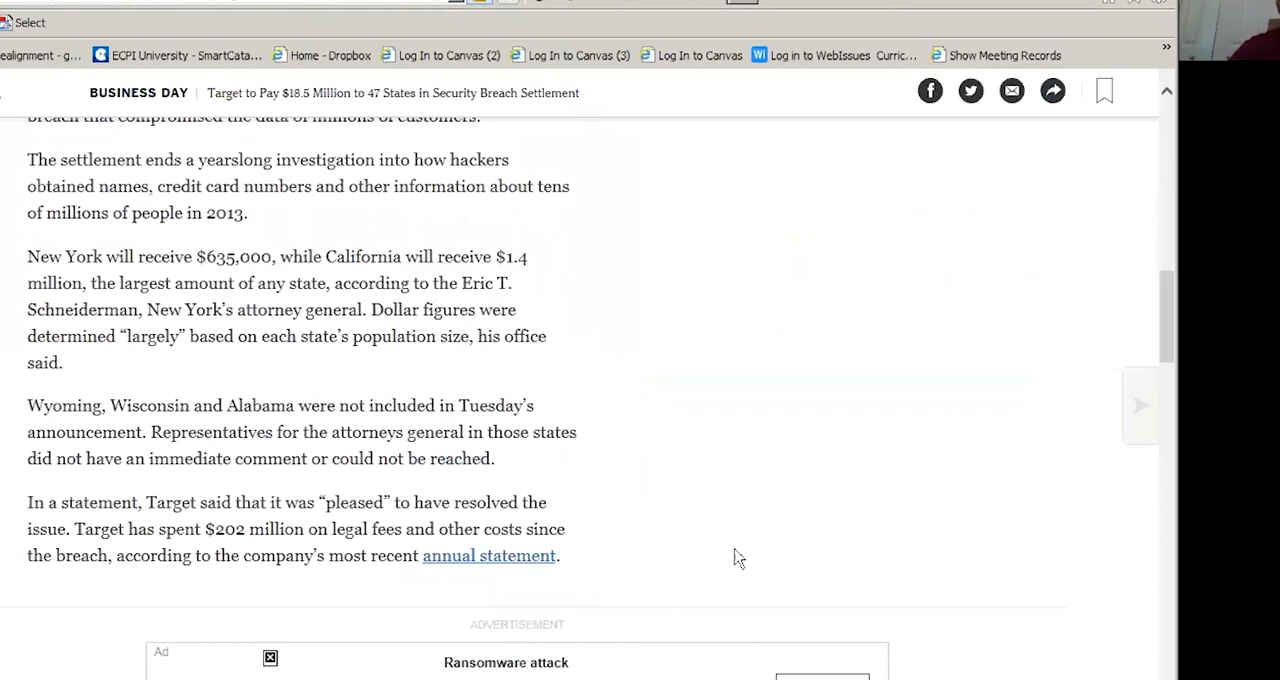 Select
ealignment - g...
ECPI University - SmartCata...
Home - Dropbox
Log In to Canvas (2)
Log In to Canvas (3)
Log In to Canvas
Wi Log in to WebIssues Curric...
Show Meeting Records
»
BUSINESS DAY | Target to Pay $18.5 Million to 47 States in Security Breach Settlement
breach that compromised the data of millions of customers.
The settlement ends a yearslong investigation into how hackers
obtained names, credit card numbers and other information about tens
of millions of people in 2013.
New York will receive $635,000, while California will receive $1.4
million, the largest amount of any state, according to the Eric T.
Schneiderman, New York’s attorney general. Dollar figures were
determined “largely” based on each state’s population size, his office
said.
Wyoming, Wisconsin and Alabama were not included in Tuesday’s
announcement. Representatives for the attorneys general in those states
did not have an immediate comment or could not be reached.
In a statement, Target said that it was “pleased” to have resolved the
issue. Target has spent $202 million on legal fees and other costs since
the breach, according to the company’s most recent annual statement.
ADVERTISEMENT
Ad
Ransomware attack